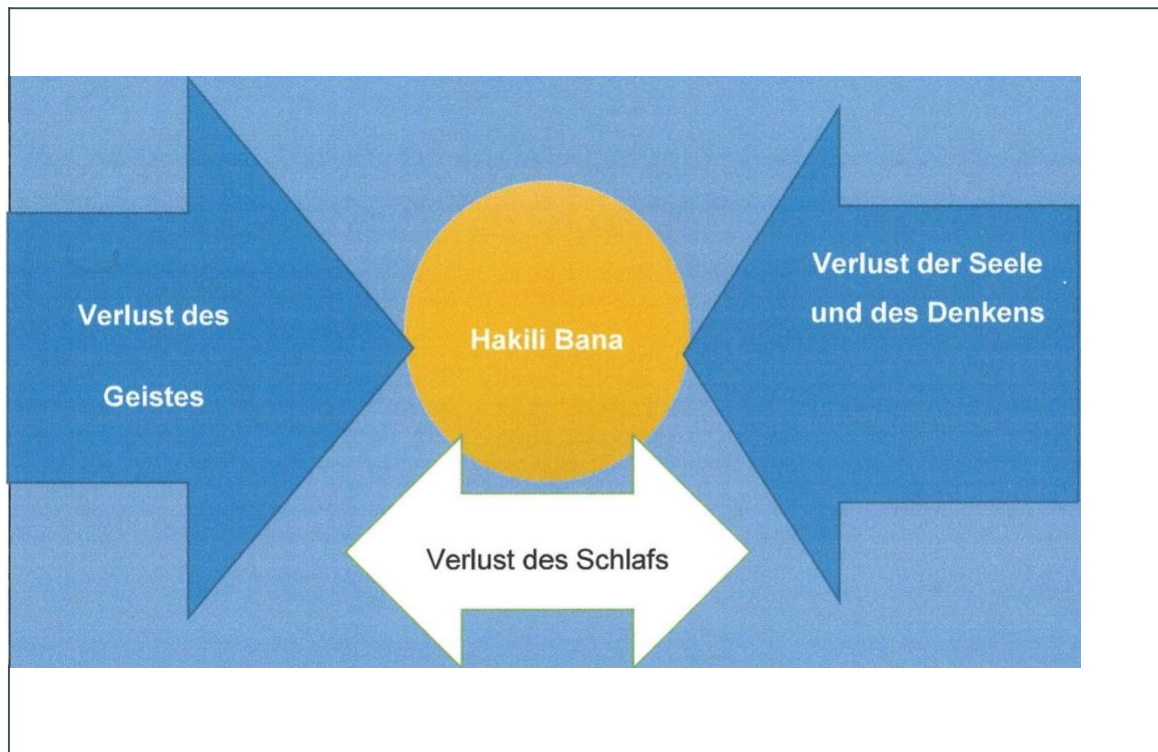 Verlust des
Geistes
Hakili Bana
Verlust der Seele
und des Denkens
Verlust des Schlafs